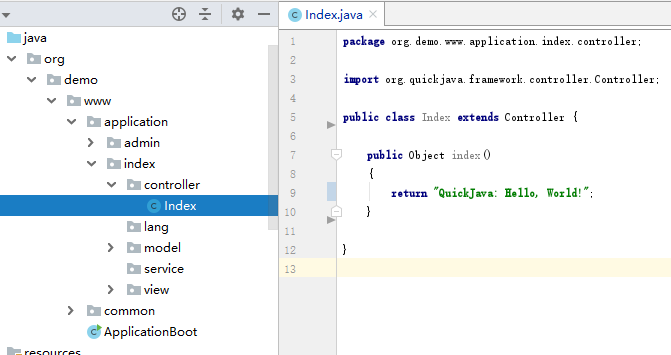 java
org
demo
www
application
admin
index
controller
Index
lang
model
service
view
common
ApplicationBoot
resources
Index.java
1 package org.demo.www.application.index.controller;
2
3 import org.quickjava.framework.controller.Controller;
4
5 public class Index extends Controller {
6
7 public Object index()
8 {
9 return "QuickJava: Hello, World!";
10 }
11
12 }
13